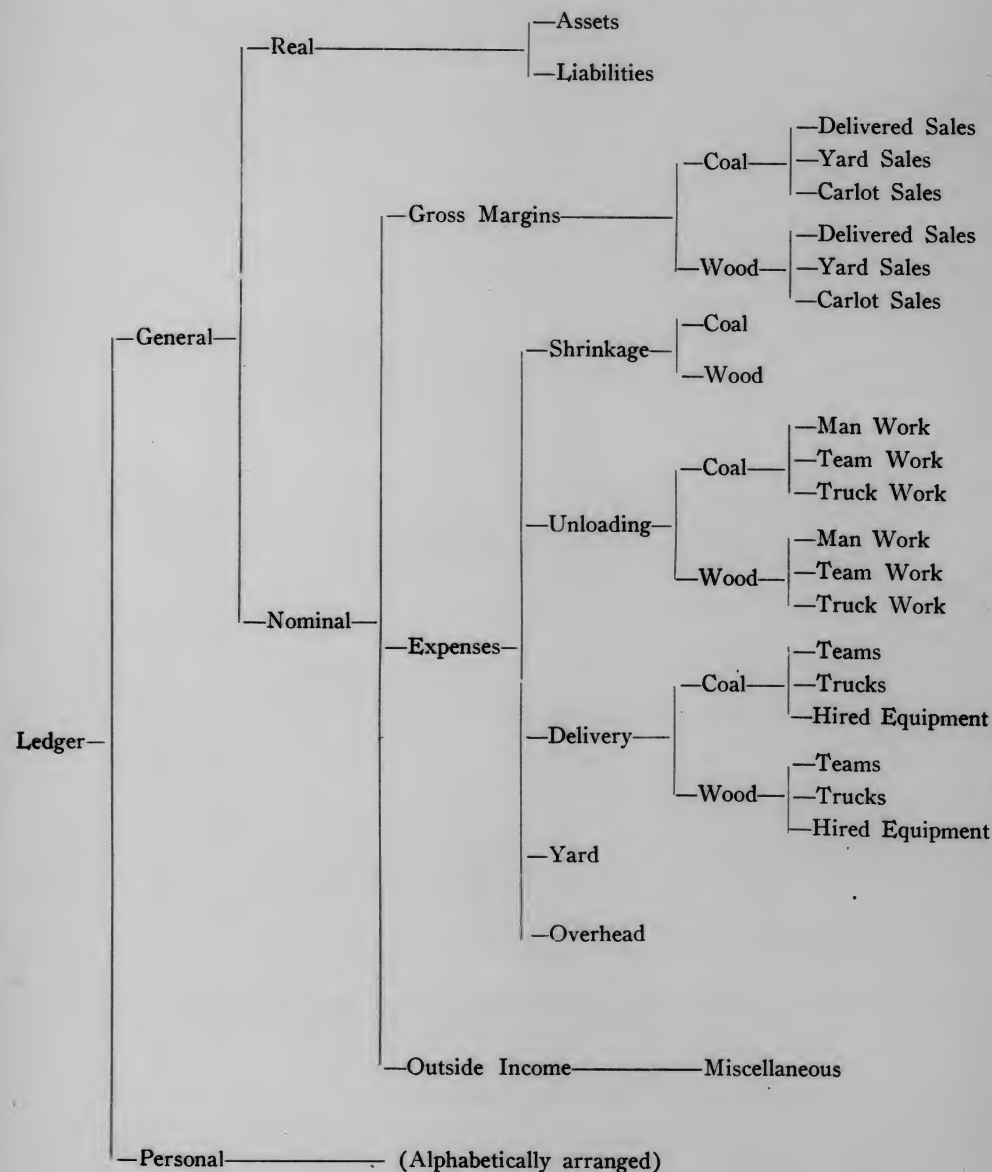 Assets
Real
Liabilities
Delivered Sales
Coal
Yard Sales
Carlot Sales
Gross Margins
Delivered Sales
Wood
Yard Sales
Carlot Sales
General
Coal
Shrinkage
Wood
Man Work
Coal
Team Work
Truck Work
Unloading
Man Work
Wood
Team Work
Truck Work
Nominal
Expenses
Teams
Coal
Trucks
Hired Equipment
Ledger
Delivery
Teams
Wood
Trucks
Hired Equipment
Yard
Overhead
Outside Income Miscellaneous
Personal (Alphabetically arranged)